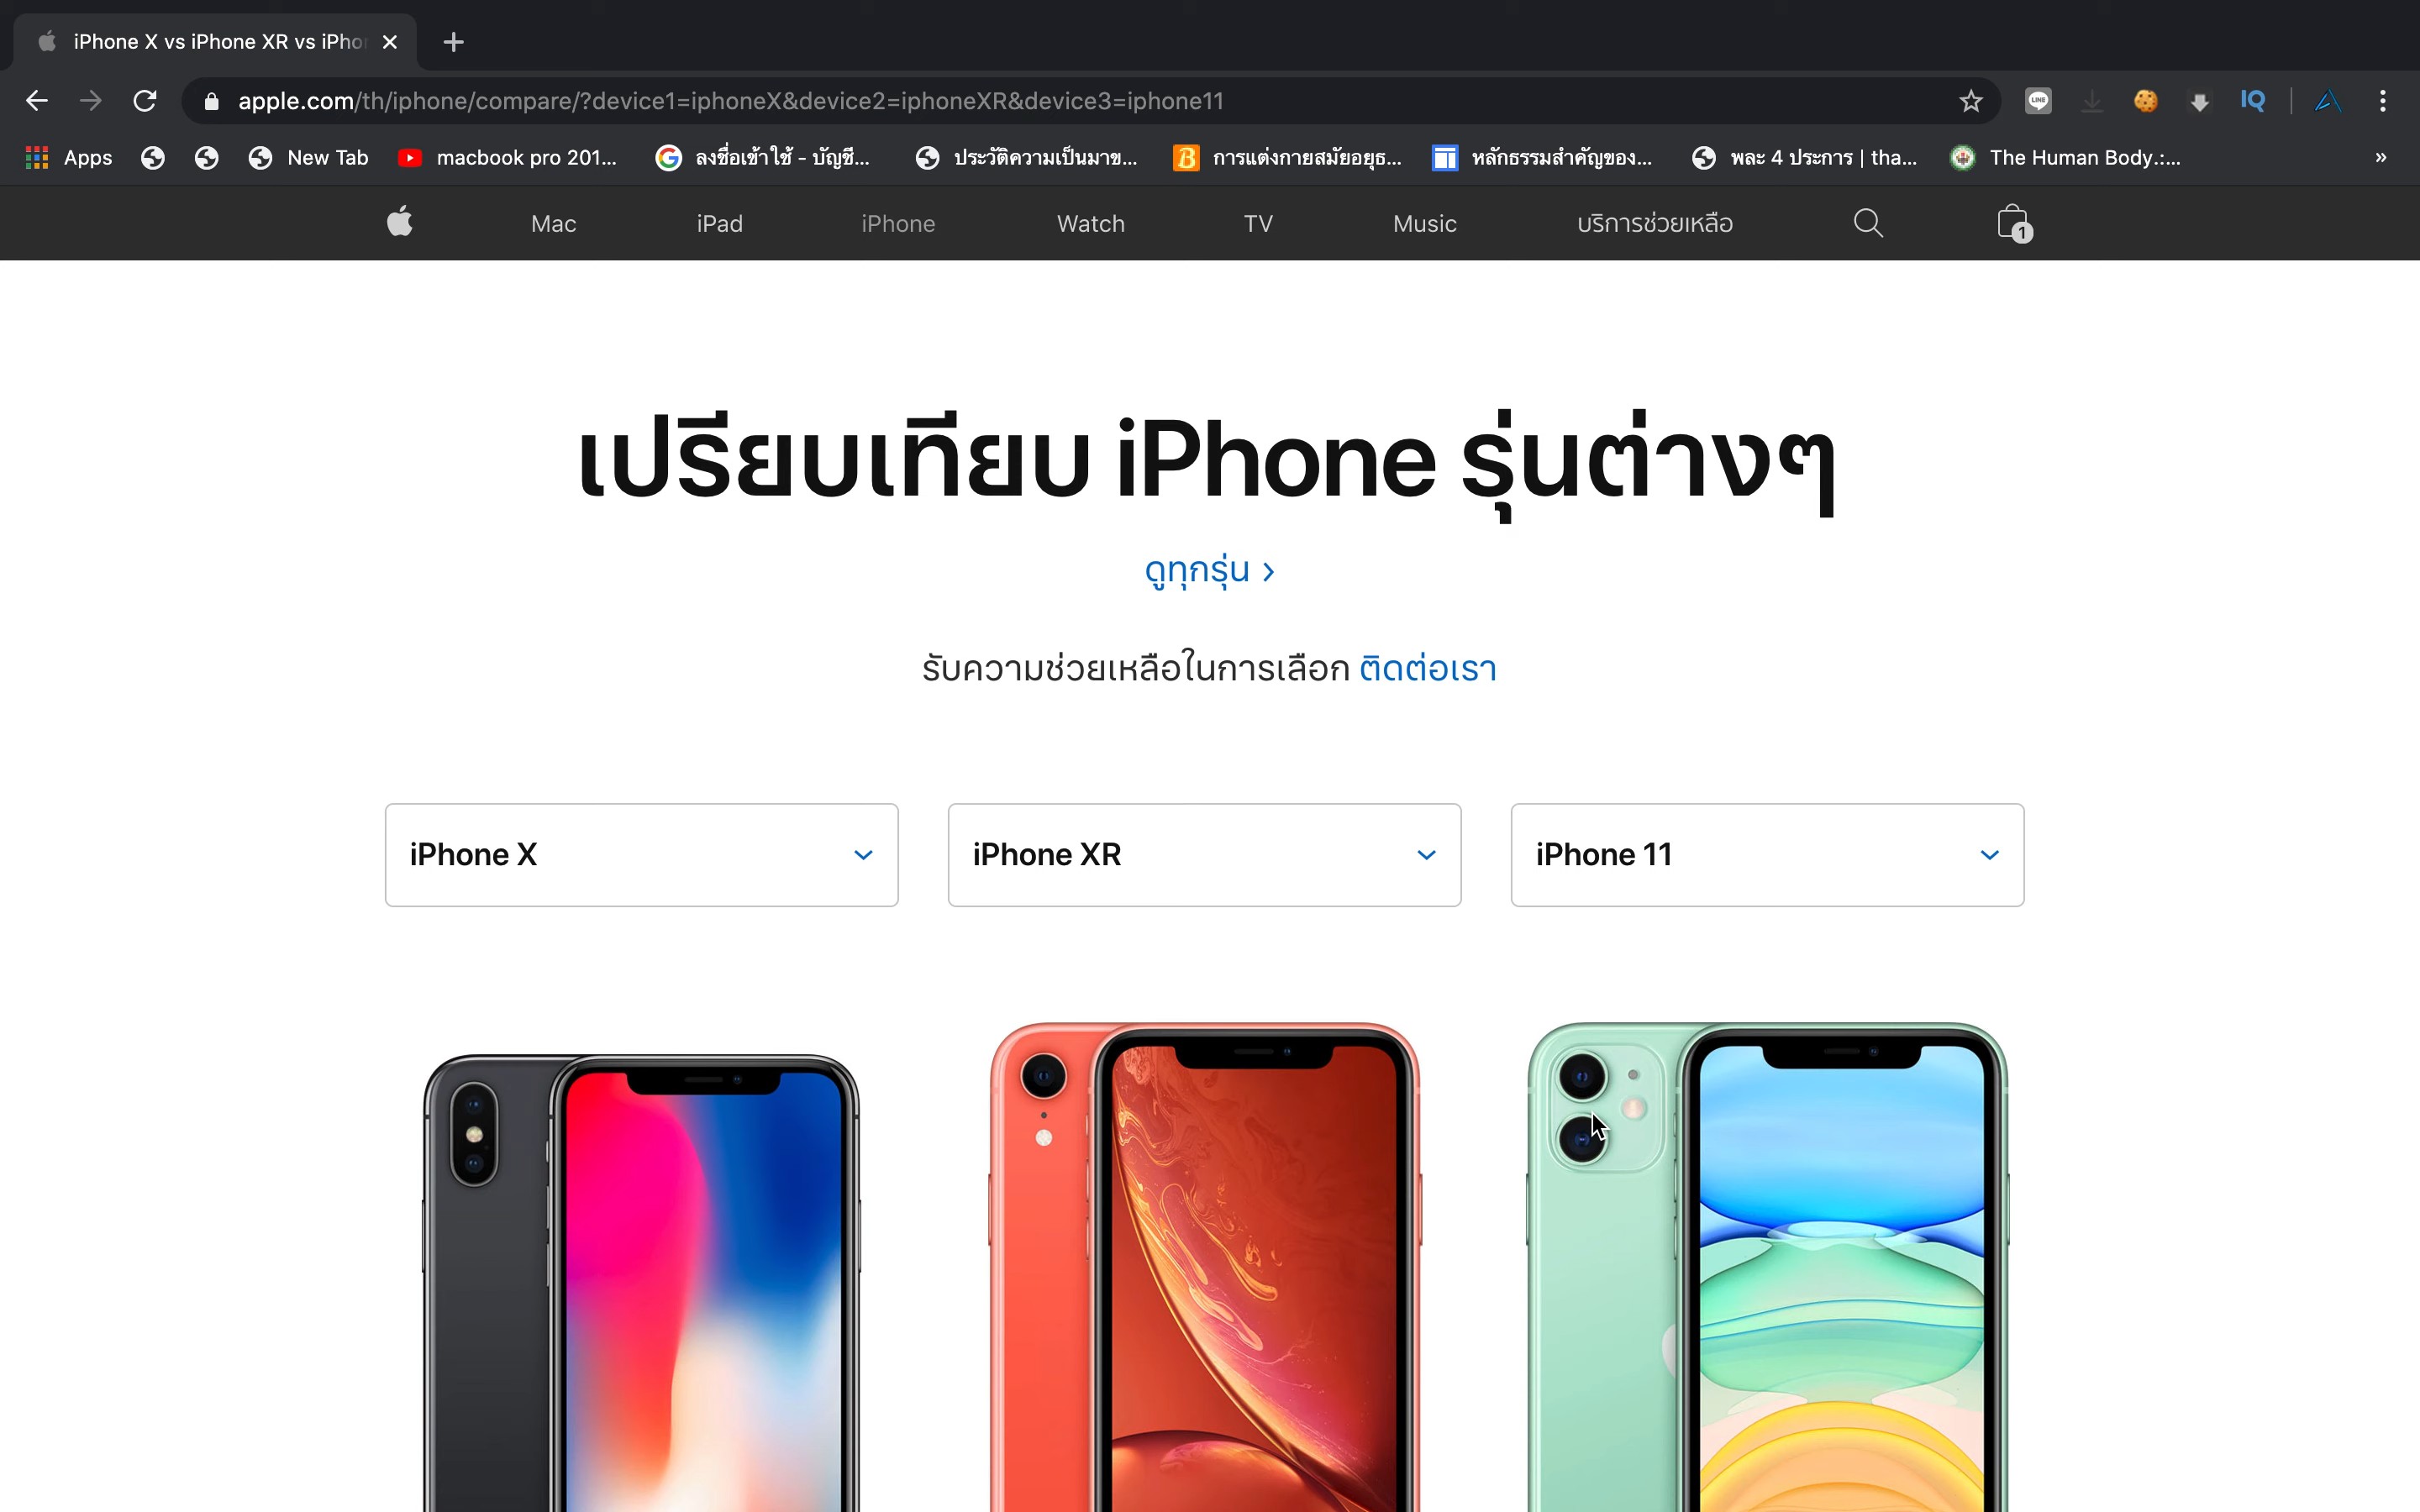 iPhone X vs iPhone XR vs iPho
apple.com/th/iphone/compare/?device1=iphoneX&device2=iphoneXR&device3=iphone11
LINE
IQ
Apps New Tab macbook pro 201... ลงชื่อเข้าใช้ - บัญชี... ประวัติความเป็นมาข... การแต่งกายสมัยอยุธ... หลักธรรมสำคัญของ... พละ 4 ประการ | tha... The Human Body.:... »
Mac iPad iPhone Watch TV Music บริการช่วยเหลือ 1
เปรียบเทียบ iPhone รุ่นต่างๆ
ดูทุกรุ่น >
รับความช่วยเหลือในการเลือก ติดต่อเรา
iPhone X iPhone XR iPhone 11